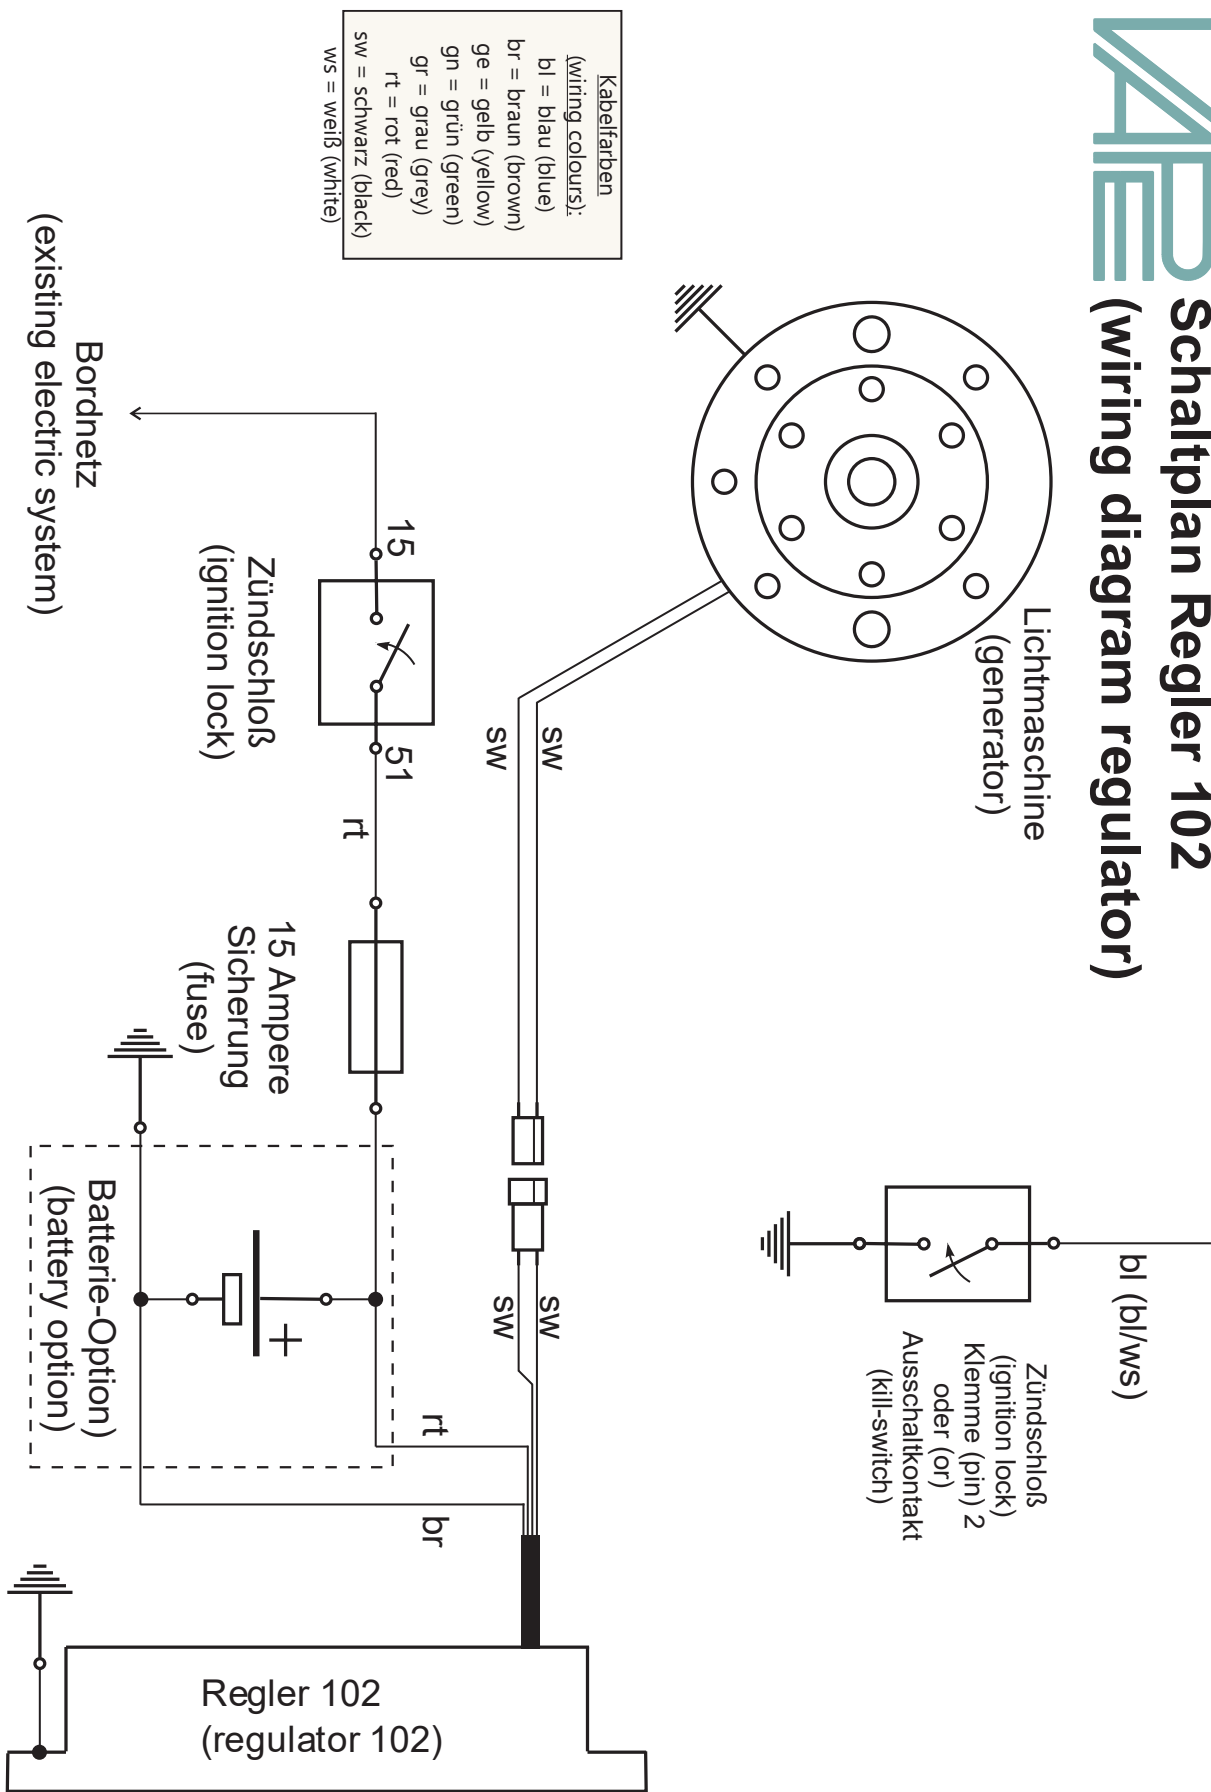 VAPE
Schaltplan Regler 102
(wiring diagram regulator)
Kabelfarben
(wiring colours):
bl = blau (blue)
br = braun (brown)
ge = gelb (yellow)
gn = grün (green)
gr = grau (grey)
rt = rot (red)
sw = schwarz (black)
ws = weiß (white)
Lichtmaschine
(generator)
sw
sw
sw
sw
bl (bl/ws)
Zündschloß
(ignition lock)
Klemme (pin) 2
oder (or)
Ausschaltkontakt
(kill-switch)
Bordnetz
(existing electric system)
15
51
Zündschloß
(ignition lock)
rt
15 Ampere
Sicherung
(fuse)
+
Batterie-Option)
(battery option)
rt
br
Regler 102
(regulator 102)